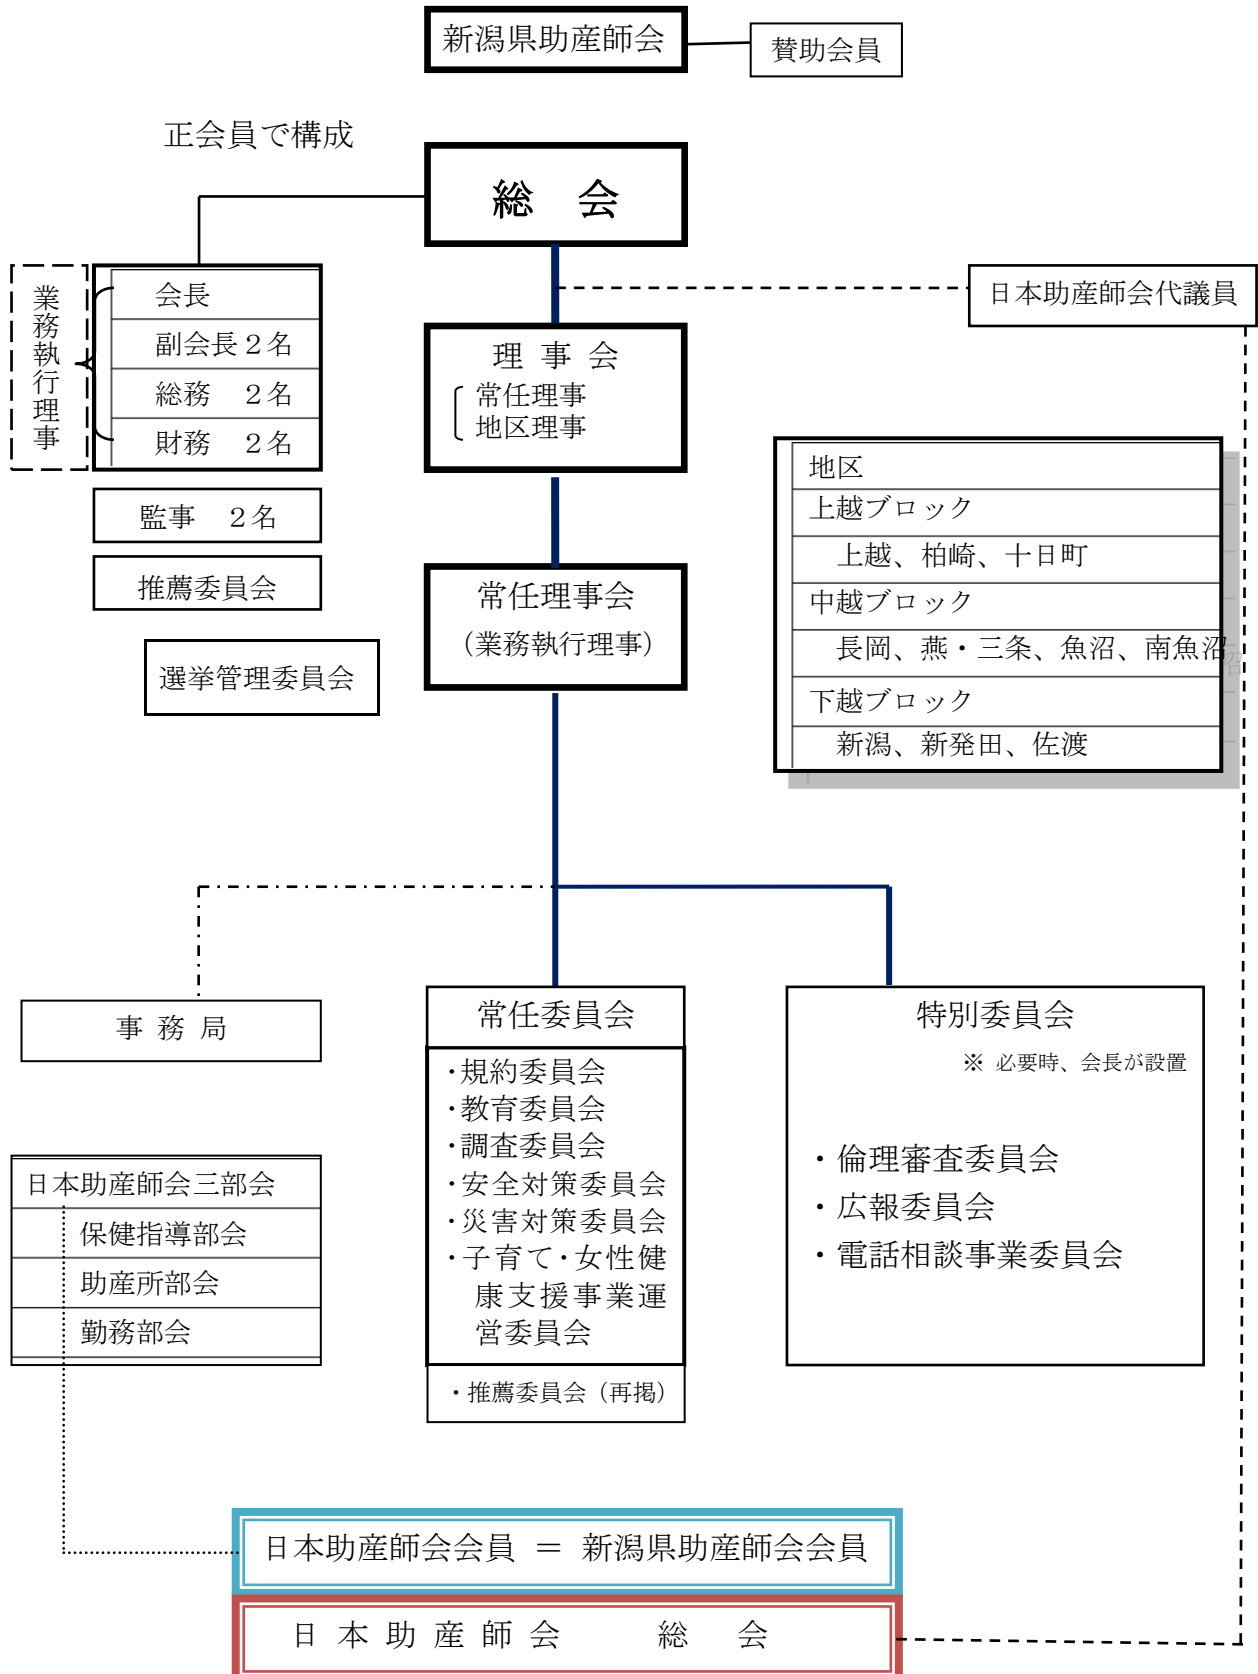 新潟県助産師会
賛助会員
正会員で構成
総 会
業務執行理事
会長
副会長２名
総務 ２名
財務 ２名
監事 ２名
推薦委員会
選挙管理委員会
日本助産師会代議員
理 事 会
常任理事
地区理事
常任理事会
（業務執行理事）
地区
上越ブロック
上越、柏崎、十日町
中越ブロック
長岡、燕・三条、魚沼、南魚沼
下越ブロック
新潟、新発田、佐渡
事 務 局
日本助産師会三部会
保健指導部会
助産所部会
勤務部会
常任委員会
・規約委員会
・教育委員会
・調査委員会
・安全対策委員会
・災害対策委員会
・子育て・女性健
康支援事業運
営委員会
・推薦委員会（再掲）
特別委員会
※ 必要時、会長が設置
・倫理審査委員会
・広報委員会
・電話相談事業委員会
日本助産師会会員 ＝ 新潟県助産師会会員
日 本 助 産 師 会 総 会